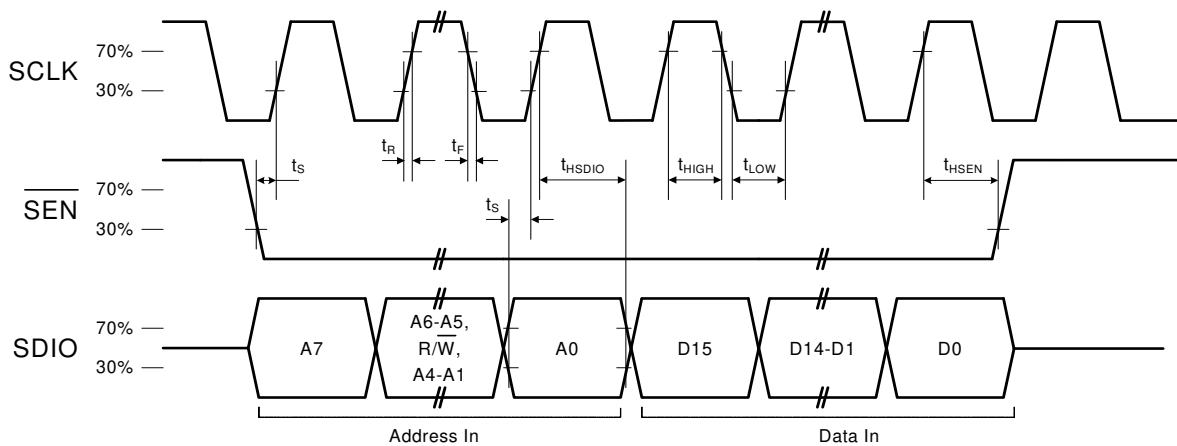 SCLK
70%
30%
tS
tR
tF
tHSDIO
tHIGH
tLOW
tHSEN
SEN
70%
30%
tS
SDIO
70%
30%
A7
A6-A5,
R/W,
A4-A1
A0
D15
D14-D1
D0
Address In
Data In